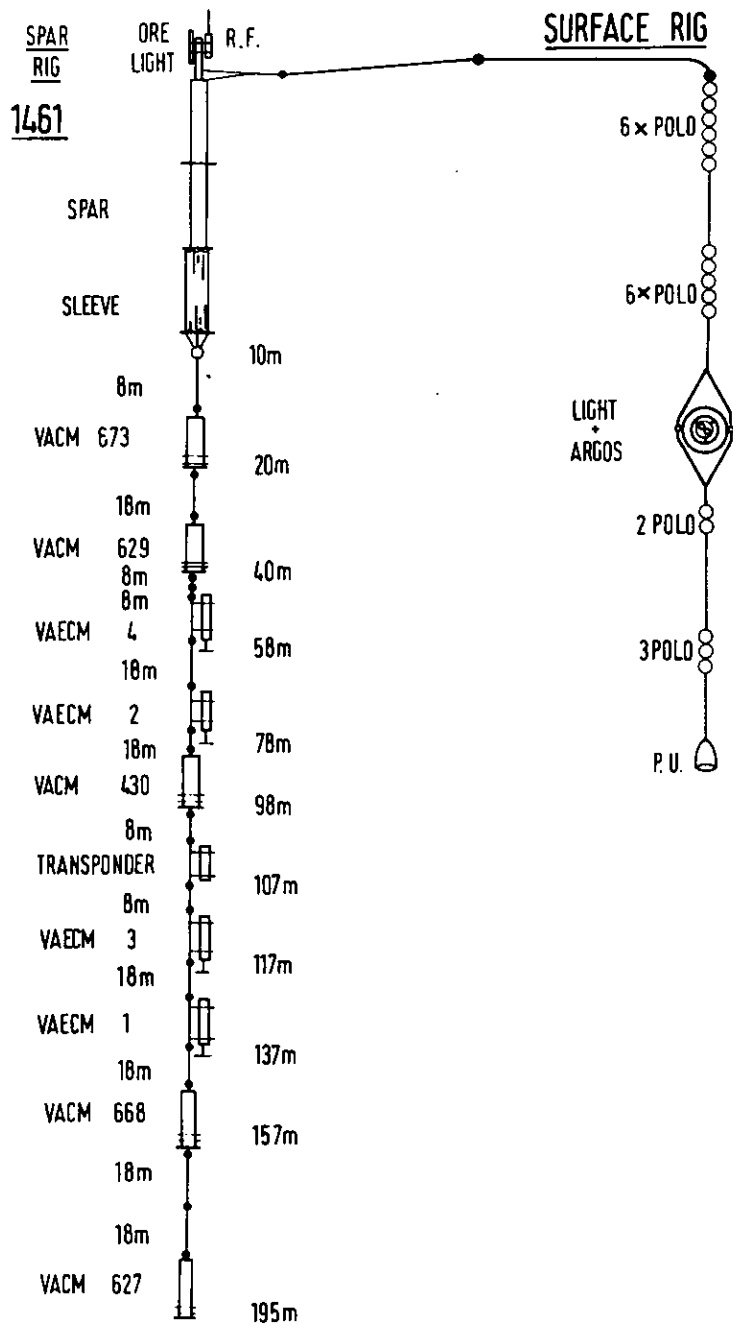 SPAR
RIG
1461
ORE
LIGHT
R.F.
SURFACE RIG
SPAR
SLEEVE
10m
8m
VACM 673
20m
18m
VACM 629
40m
8m
8m
VAECM 4
58m
18m
VAECM 2
78m
18m
VACM 430
98m
8m
TRANSPONDER
107m
8m
VAECM 3
117m
18m
VAECM 1
137m
18m
VACM 668
157m
18m
18m
VACM 627
195m
6 × POLO
6 × POLO
LIGHT
+
ARGOS
2 POLO
3 POLO
P.U.